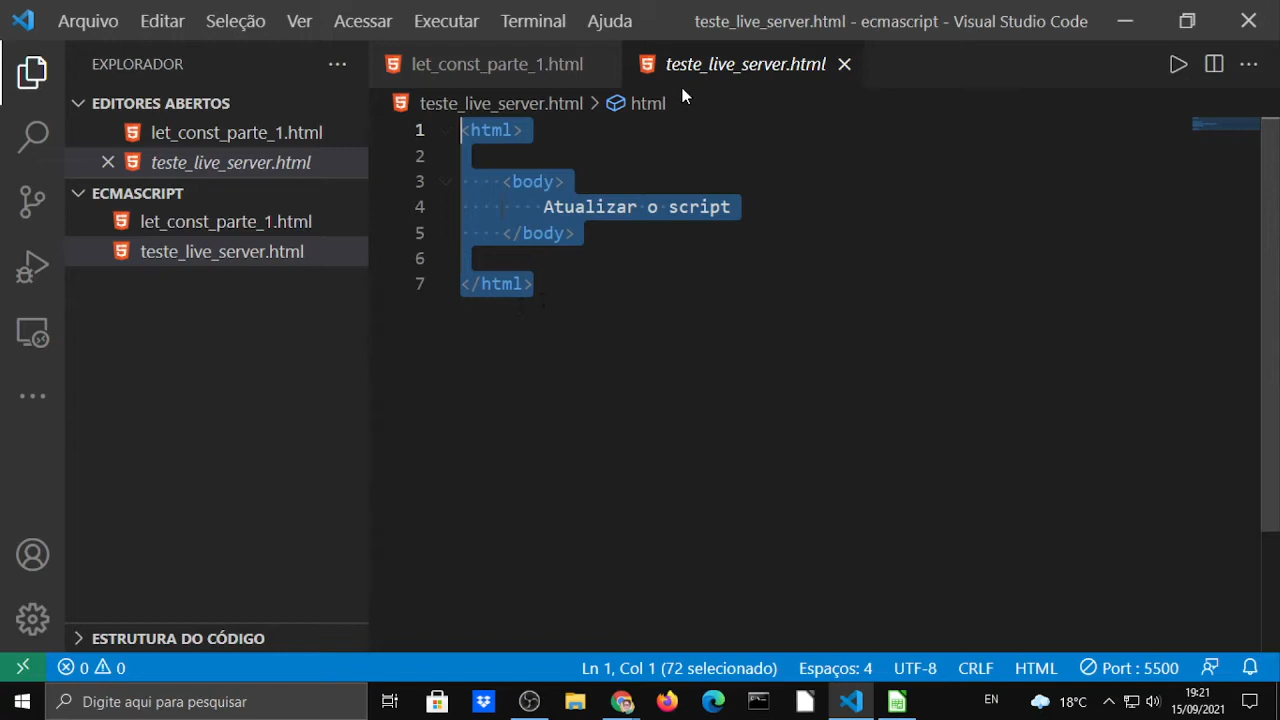 Arquivo Editar Seleção Ver Acessar Executar Terminal Ajuda teste_live_server.html - ecmascript - Visual Studio Code
EXPLORADOR
EDITORES ABERTOS
let_const_parte_1.html
teste_live_server.html
ECMASCRIPT
let_const_parte_1.html
teste_live_server.html
ESTRUTURA DO CÓDIGO
let_const_parte_1.html teste_live_server.html
teste_live_server.html > html
1 <html>
2
3 <body>
4 Atualizar o script
5 </body>
6
7 </html>
0 0 Ln 1, Col 1 (72 selecionado) Espaços: 4 UTF-8 CRLF HTML Port : 5500
Digite aqui para pesquisar EN 18°C 19:21
15/09/2021